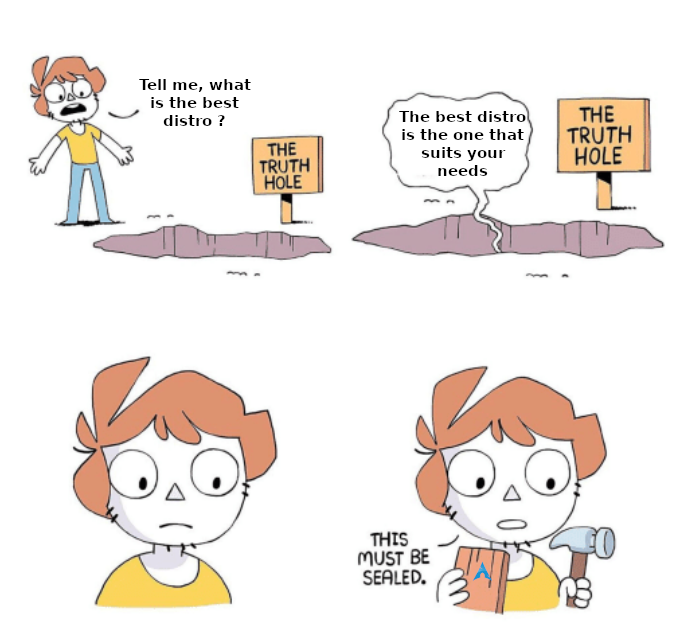 Tell me, what
is the best
distro ?
THE
TRUTH
HOLE
The best distro
is the one that
suits your
needs
THE
TRUTH
HOLE
THIS
MUST BE
SEALED.